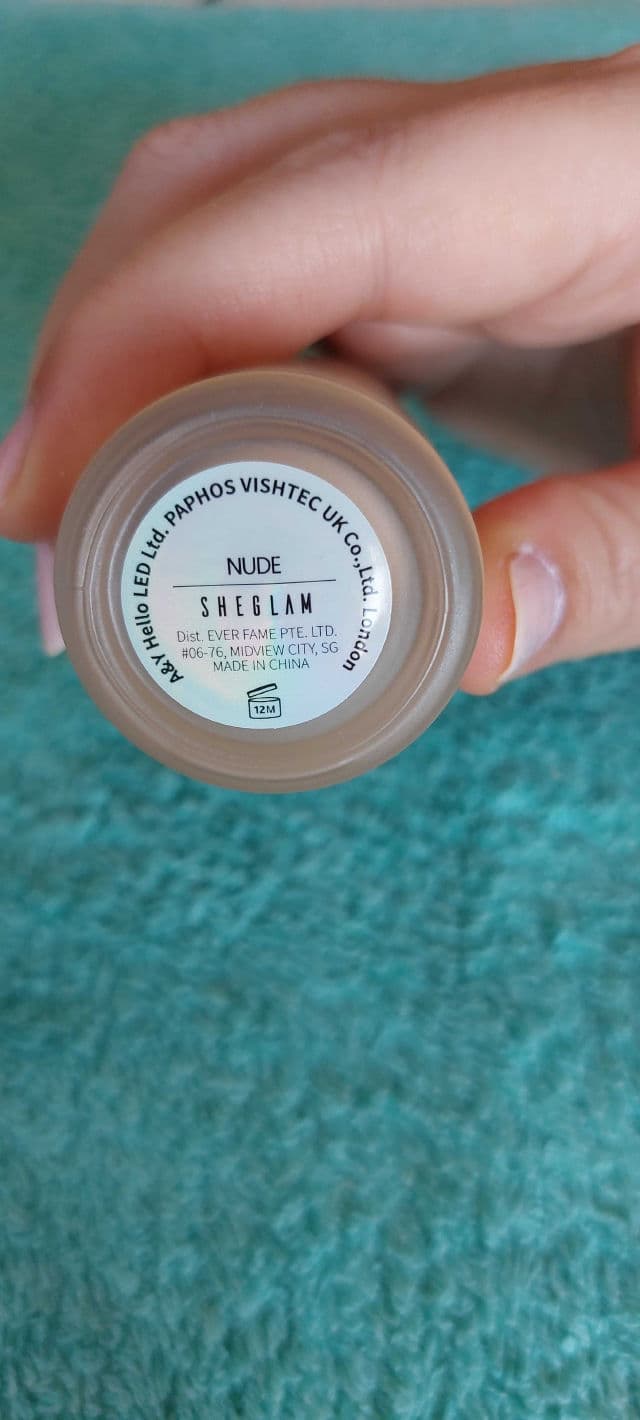 A&Y Hello LED Ltd. PAPHOS VISHTEC UK Co.,Ltd. London
NUDE
SHEGLAM
Dist. EVER FAME PTE. LTD.
#06-76, MIDVIEW CITY, SG
MADE IN CHINA
12M